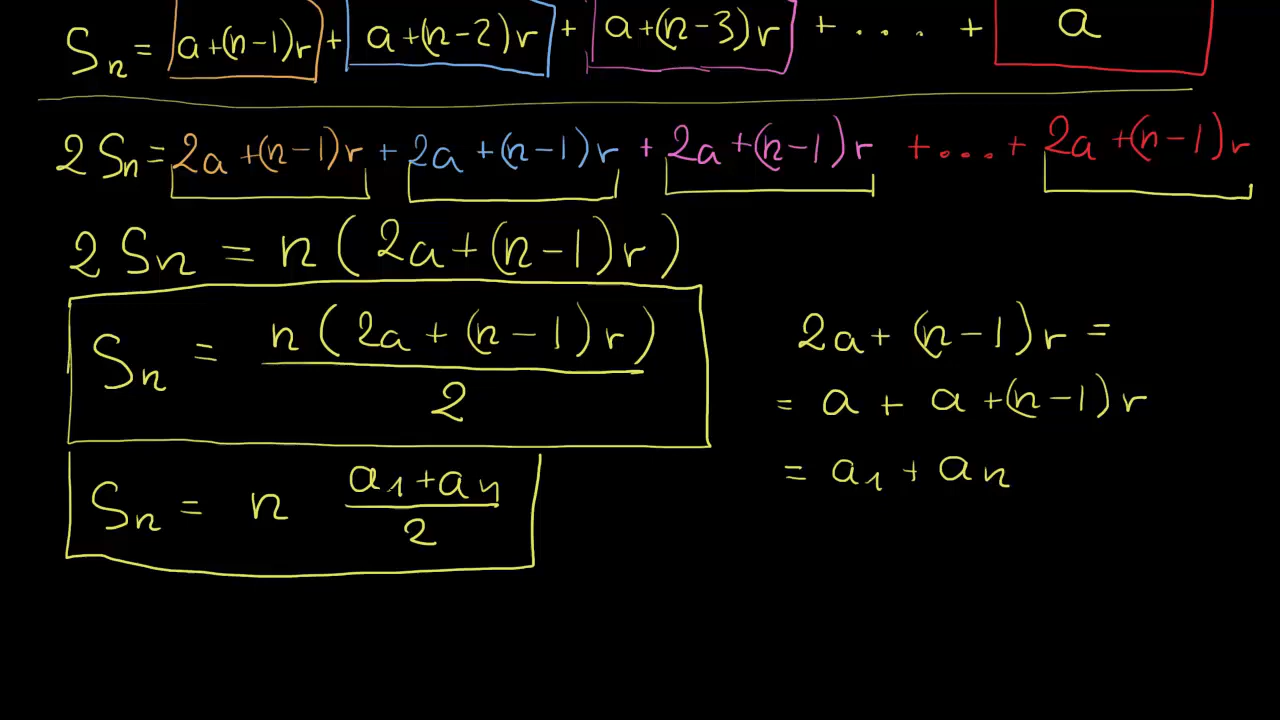 Sn = a+(n-1)r + a+(n-2)r + a+(n-3)r + .... + a
2Sn = 2a+(n-1)r + 2a+(n-1)r + 2a+(n-1)r +...+ 2a+(n-1)r
2Sn = n(2a+(n-1)r)
Sn = n(2a+(n-1)r) / 2
2a+(n-1)r =
= a + a+(n-1)r
= a1 + an
Sn = n a1+an / 2